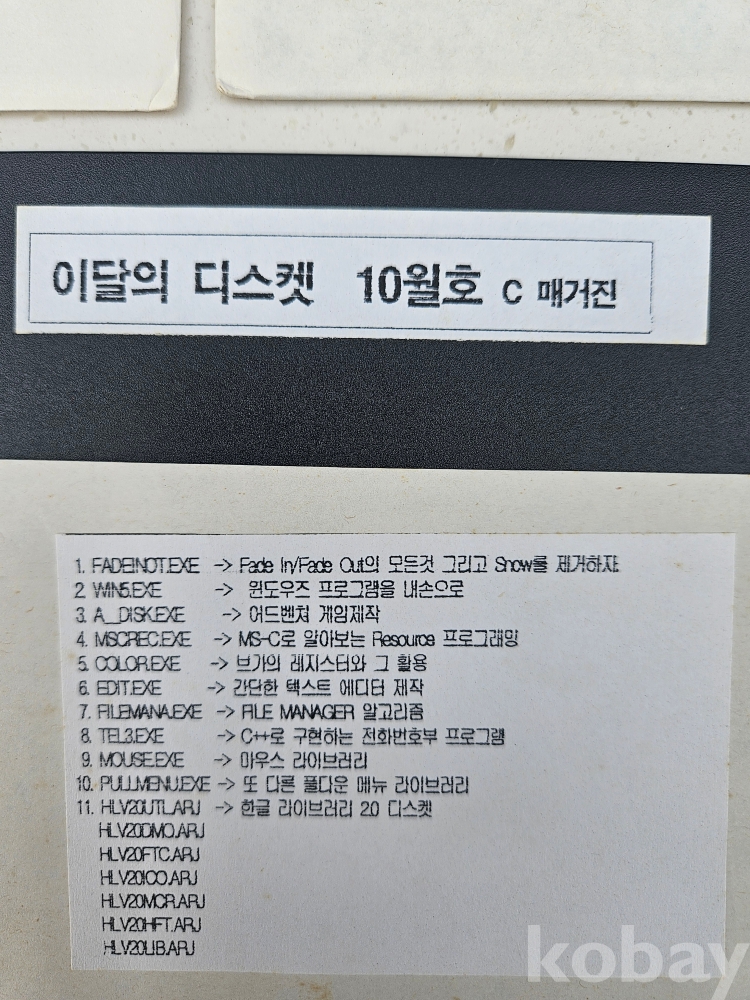 이달의 디스켓 10월호 C 매거진
1. FADEINOT.EXE -> Fade In/Fade Out의 모든것 그리고 Snow를 제거하자
2 WIN5.EXE -> 윈도우즈 프로그램을 내손으로
3. A_DISK.EXE -> 어드벤쳐 게임제작
4. MSCREC.EXE -> MS-C로 알아보는 Resource 프로그래밍
5. COLOR.EXE -> 브가의 레지스터와 그 활용
6. EDIT.EXE -> 간단한 텍스트 에디터 제작
7. FILEMANA.EXE -> FILE MANAGER 알고리즘
8. TEL3.EXE -> C++로 구현하는 전화번호부 프로그램
9. MOUSE.EXE -> 마우스 라이브러리
10. PULLMENU.EXE -> 또 다른 풀다운 메뉴 라이브러리
11. HLV20UTL.ARJ -> 한글 라이브러리 2.0 디스켓
HLV20DMO.ARJ
HLV20FTC.ARJ
HLV20ICO.ARJ
HLV20MCR.ARJ
HLV20HFT.ARJ
HLV20LIB.ARJ
kobay